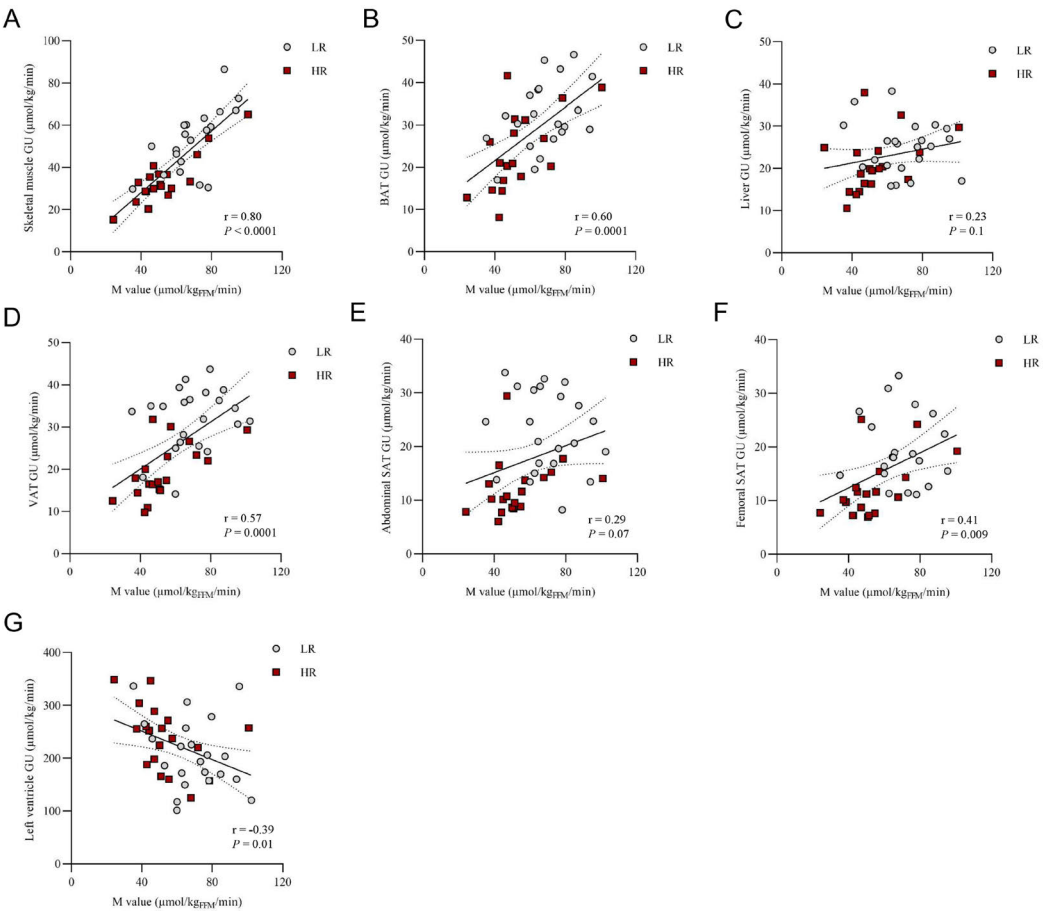 A
Skeletal muscle GU (µmol/kg/min)
100
80
60
40
20
0
0 40 80 120
M value (µmol/kgFFM/min)
LR
HR
r = 0.80
P < 0.0001
B
BAT GU (µmol/kg/min)
50
40
30
20
10
0
0 40 80 120
M value (µmol/kgFFM/min)
LR
HR
r = 0.60
P = 0.0001
C
Liver GU (µmol/kg/min)
50
40
30
20
10
0
0 40 80 120
M value (µmol/kgFFM/min)
LR
HR
r = 0.23
P = 0.1
D
VAT GU (µmol/kg/min)
50
40
30
20
10
0
0 40 80 120
M value (µmol/kgFFM/min)
LR
HR
r = 0.57
P = 0.0001
E
Abdominal SAT GU (µmol/kg/min)
40
30
20
10
0
0 40 80 120
M value (µmol/kgFFM/min)
LR
HR
r = 0.29
P = 0.07
F
Femoral SAT GU (µmol/kg/min)
40
30
20
10
0
0 40 80 120
M value (µmol/kgFFM/min)
LR
HR
r = 0.41
P = 0.009
G
Left ventricle GU (µmol/kg/min)
400
300
200
100
0
0 40 80 120
M value (µmol/kgFFM/min)
LR
HR
r = -0.39
P = 0.01